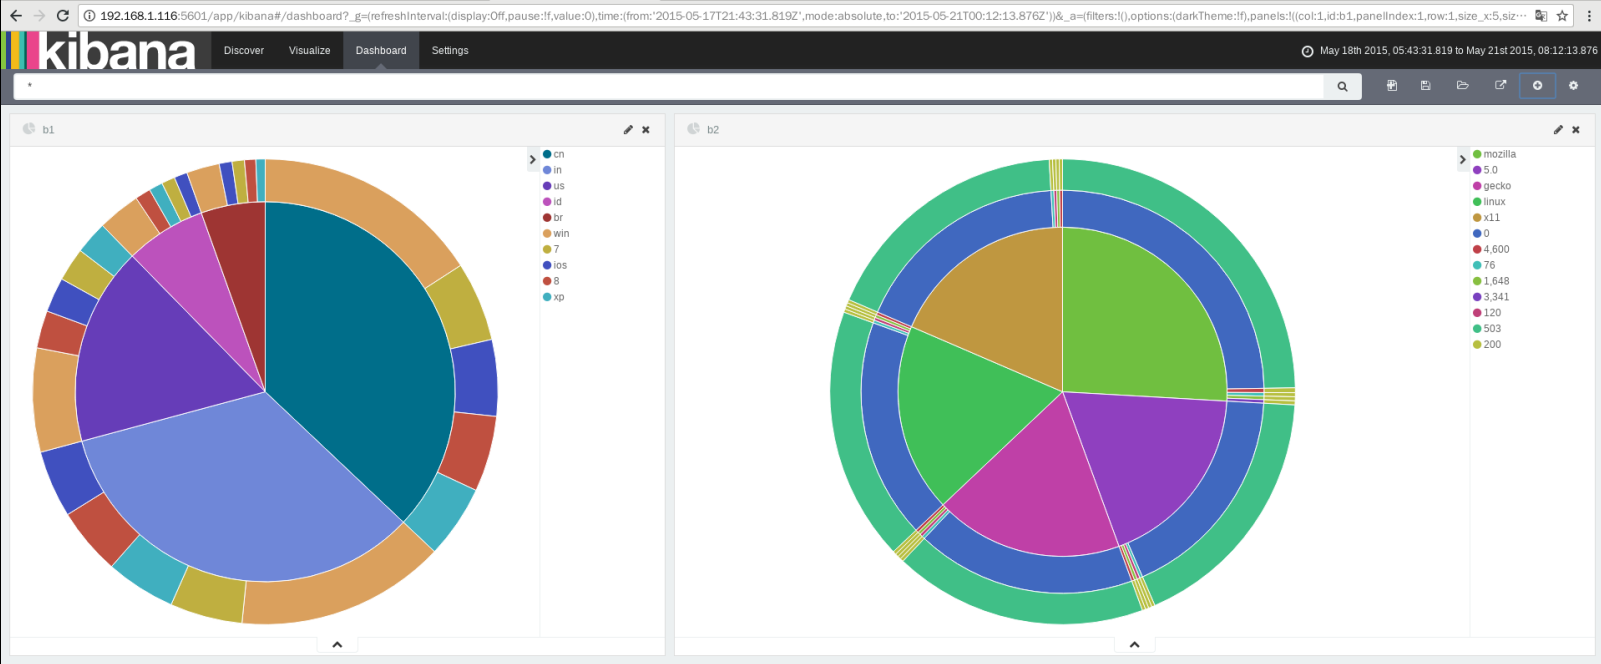 192.168.1.116:5601/app/kibana#/dashboard?_g=(refreshInterval:(display:Off,pause:!f,value:0),time:(from:'2015-05-17T21:43:31.819Z',mode:absolute,to:'2015-05-21T00:12:13.876Z'))&_a=(filters:!(),options:(darkTheme:!f),panels:!((col:1,id:b1,panelIndex:1,row:1,size_x:5,siz…
kibana Discover Visualize Dashboard Settings May 18th 2015, 05:43:31.819 to May 21st 2015, 08:12:13.876
*
b1
cn
in
us
id
br
win
7
ios
8
xp
b2
mozilla
5.0
gecko
linux
x11
0
4,600
76
1,648
3,341
120
503
200